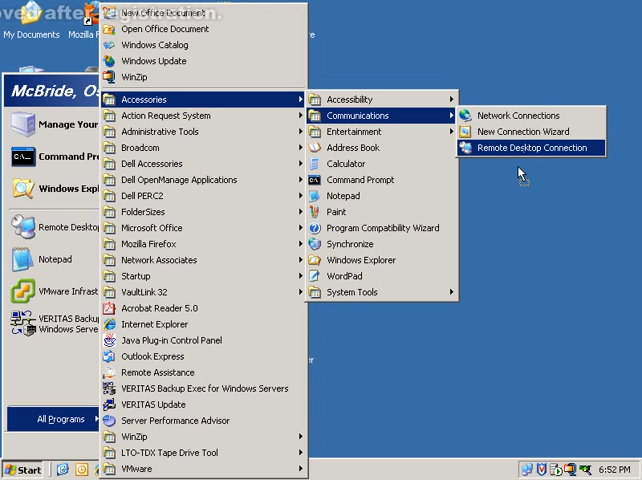 oved after registration.
My Documents
Mozilla F
New Office Document
Open Office Document
Windows Catalog
Windows Update
WinZip
McBride, Os
Manage Your
Command Pro
Windows Expl
Remote Deskto
Notepad
VMware Infrast
VERITAS Backup
Windows Server
All Programs
Accessories
Action Request System
Administrative Tools
Broadcom
Dell Accessories
Dell OpenManage Applications
Dell PERC2
FolderSizes
Microsoft Office
Mozilla Firefox
Network Associates
Startup
VaultLink 32
Acrobat Reader 5.0
Internet Explorer
Java Plug-in Control Panel
Outlook Express
Remote Assistance
VERITAS Backup Exec for Windows Servers
VERITAS Update
Server Performance Advisor
WinZip
LTO-TDX Tape Drive Tool
VMware
Accessibility
Communications
Entertainment
Address Book
Calculator
Command Prompt
Notepad
Paint
Program Compatibility Wizard
Synchronize
Windows Explorer
WordPad
System Tools
Network Connections
New Connection Wizard
Remote Desktop Connection
Start
6:52 PM